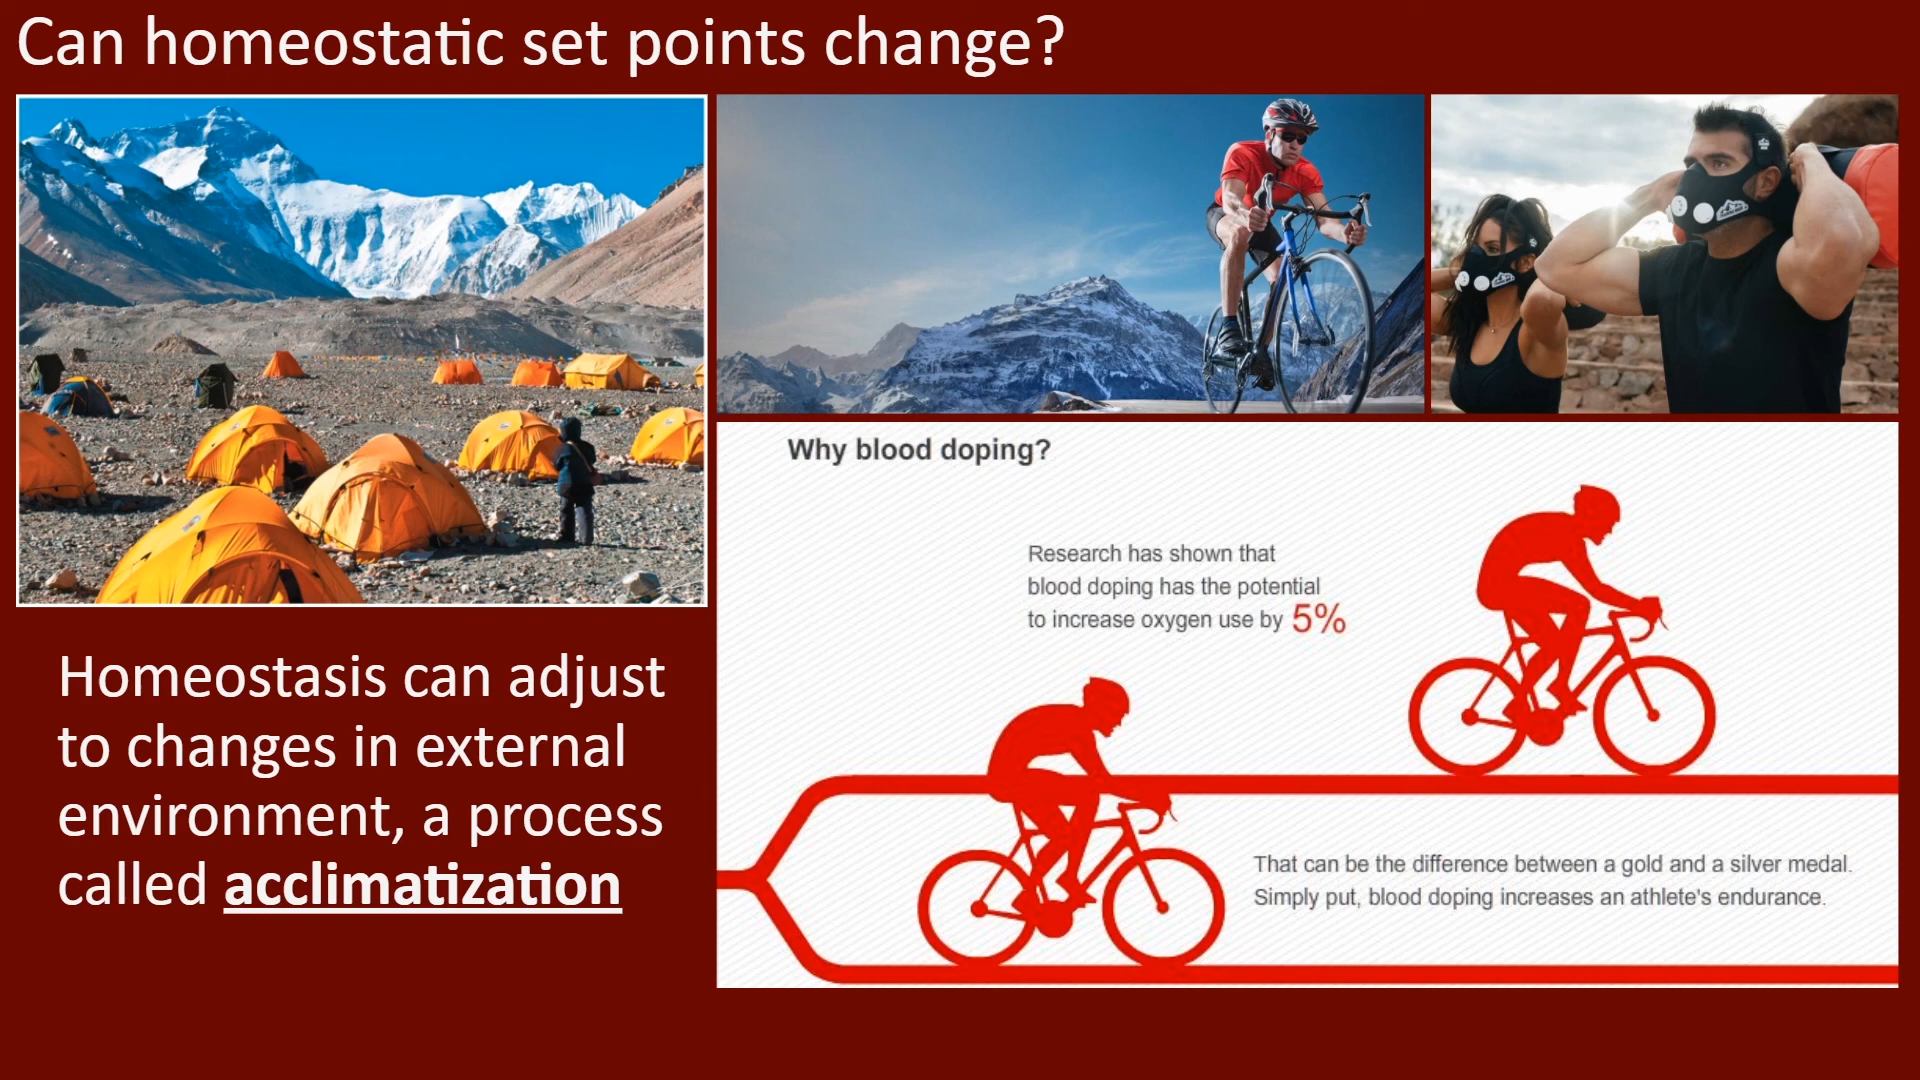 Can homeostatic set points change?
Why blood doping?
Research has shown that
blood doping has the potential
to increase oxygen use by 5%
Homeostasis can adjust
to changes in external
environment, a process
called acclimatization
That can be the difference between a gold and a silver medal.
Simply put, blood doping increases an athlete's endurance.